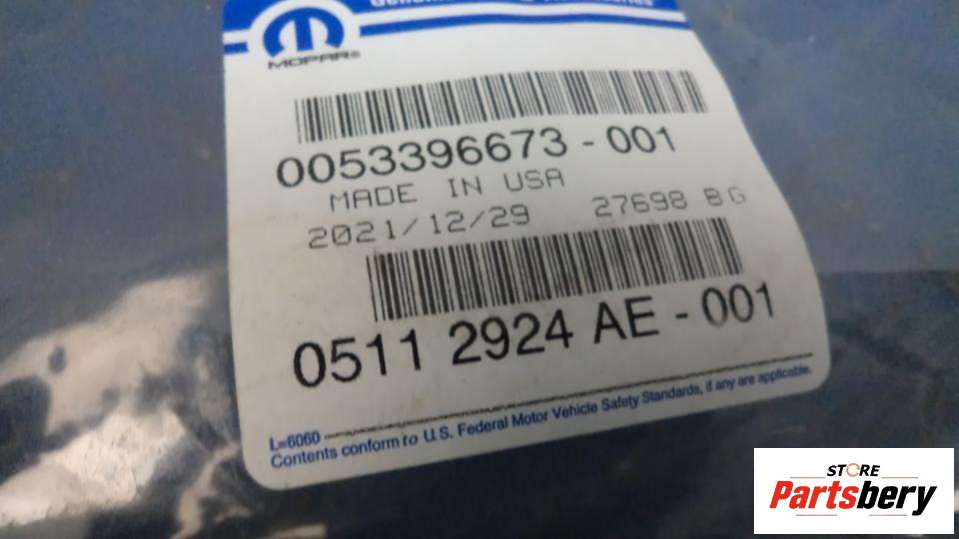 MOPAR®
0053396673 - 001
MADE IN USA
2021/12/29 27698 BG
0511 2924 AE - 001
L=6060
Contents conform to U.S. Federal Motor Vehicle Safety Standards, if any are applicable.
STORE
Partsbery